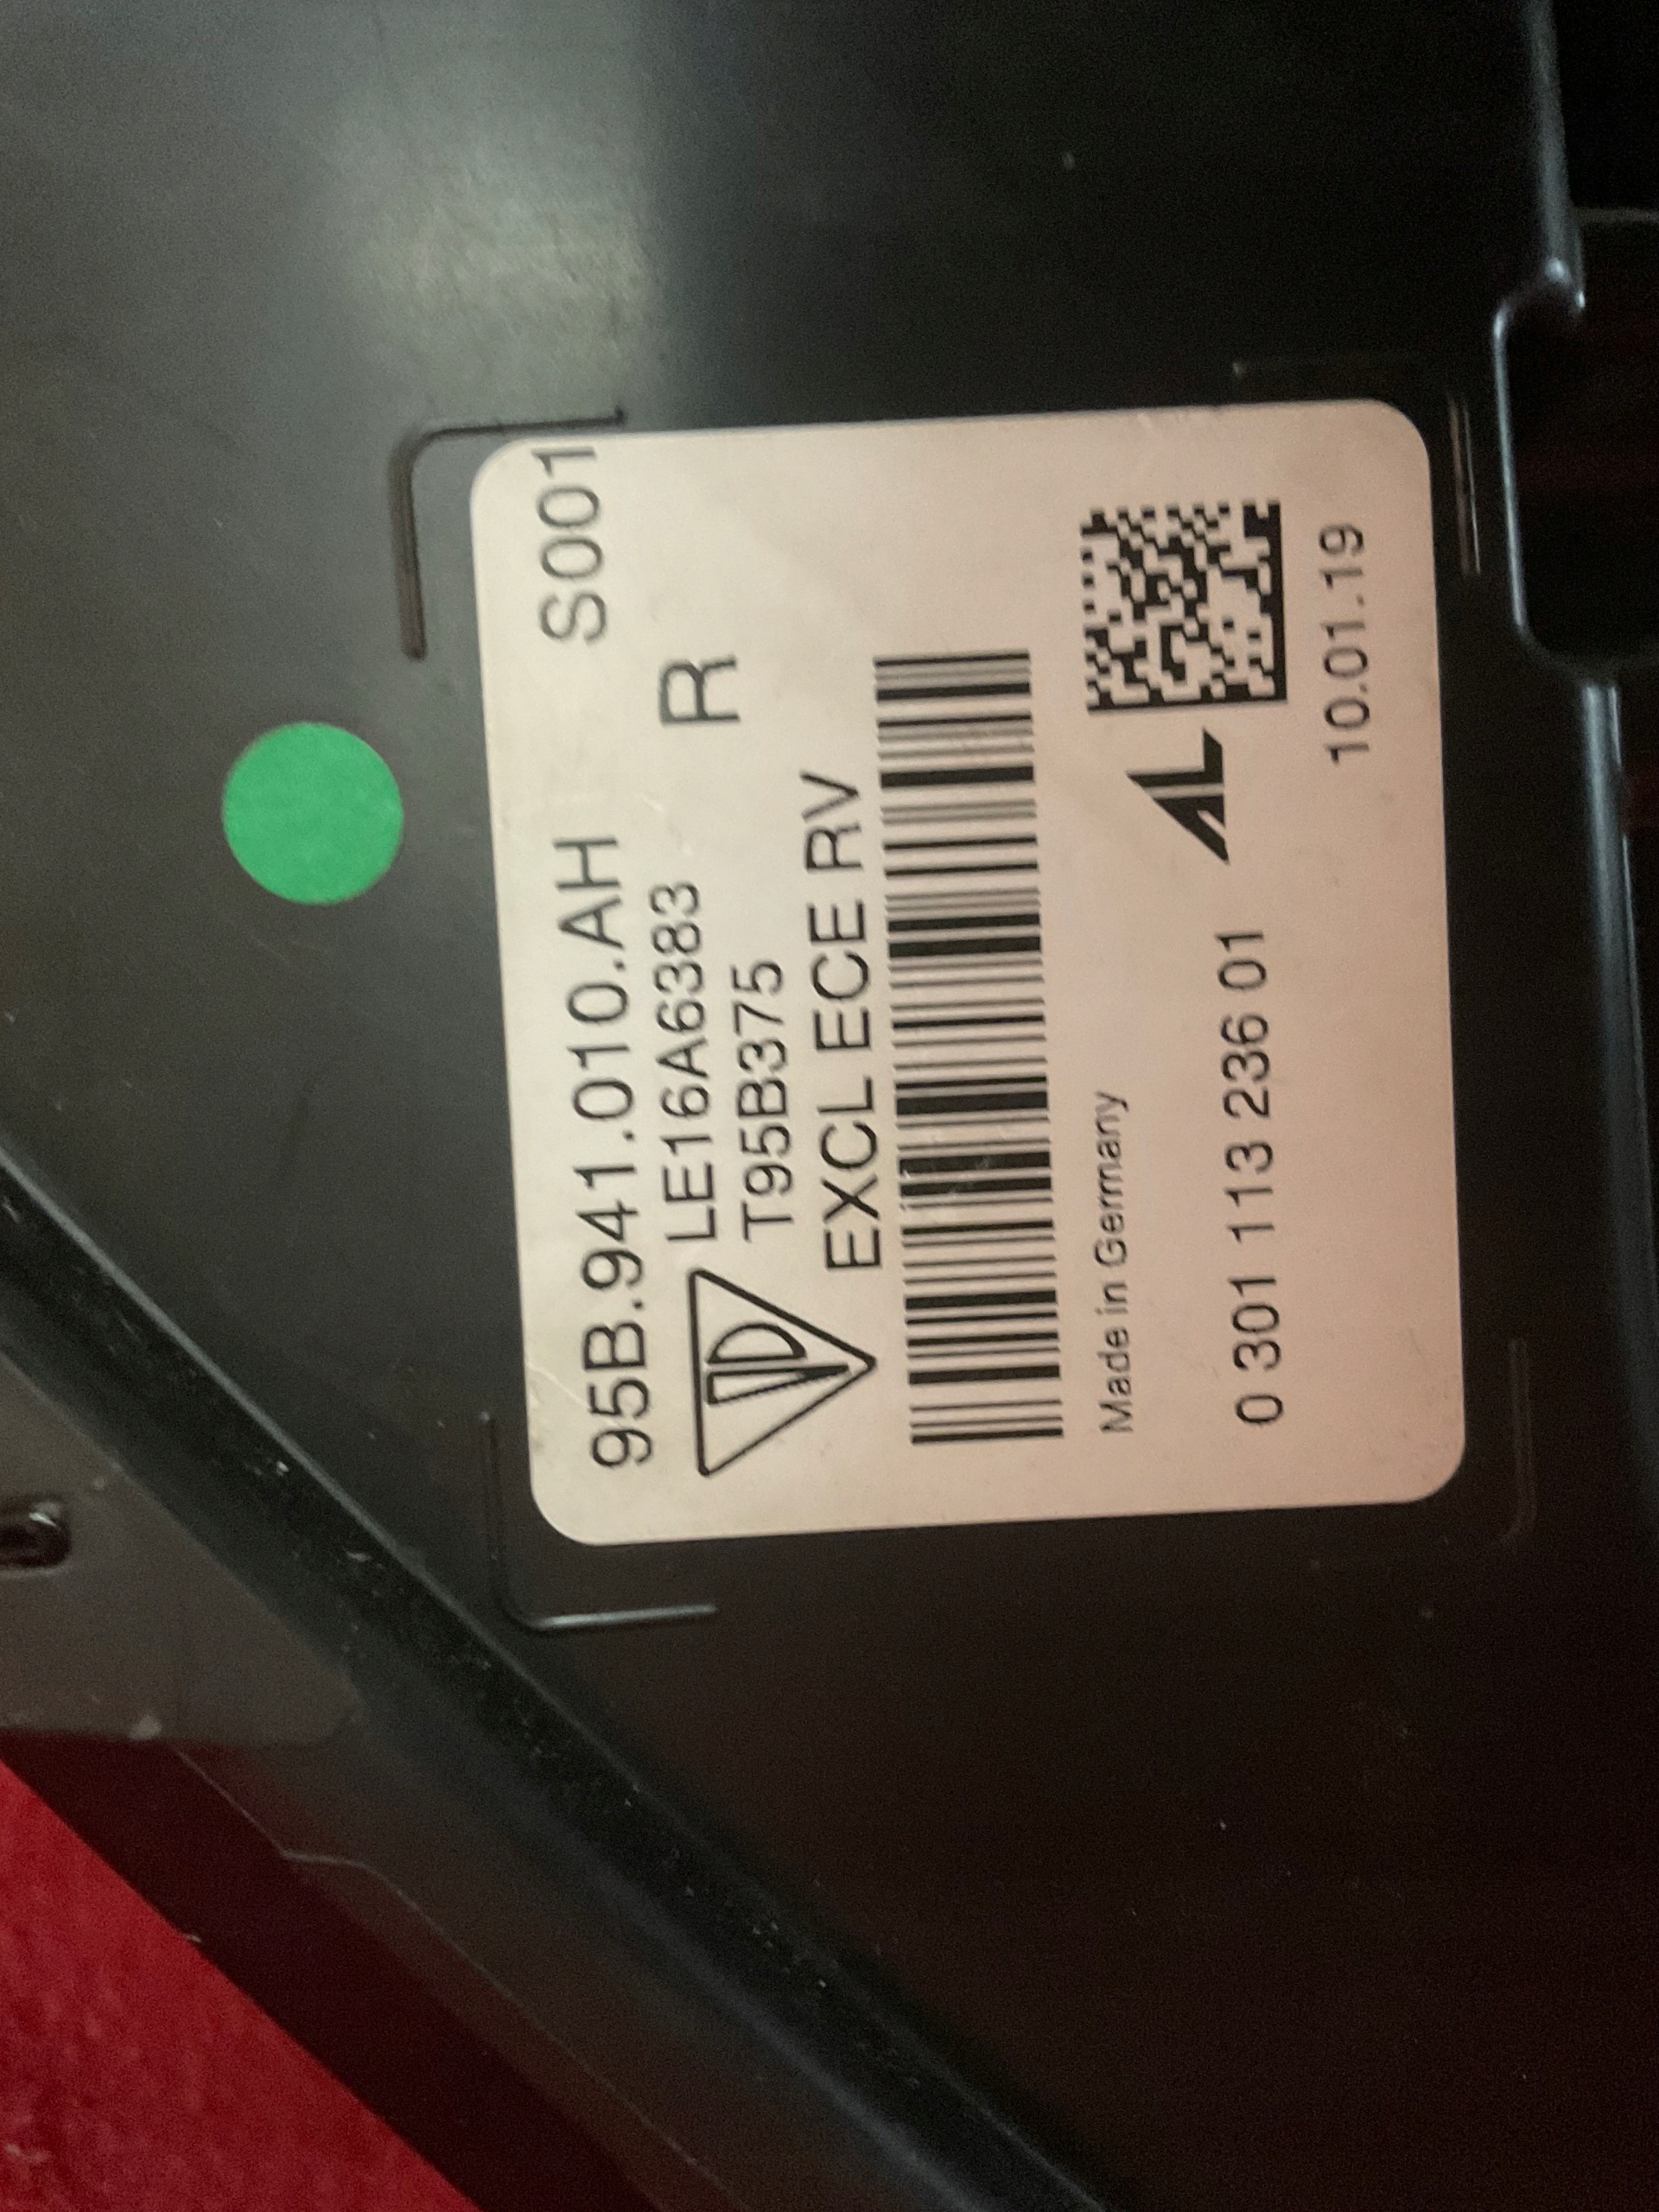 95B.941.010.AH S001
LE16A6383 R
T95B375
EXCL ECE RV
Made in Germany
0 301 113 236 01 AL
10.01.19